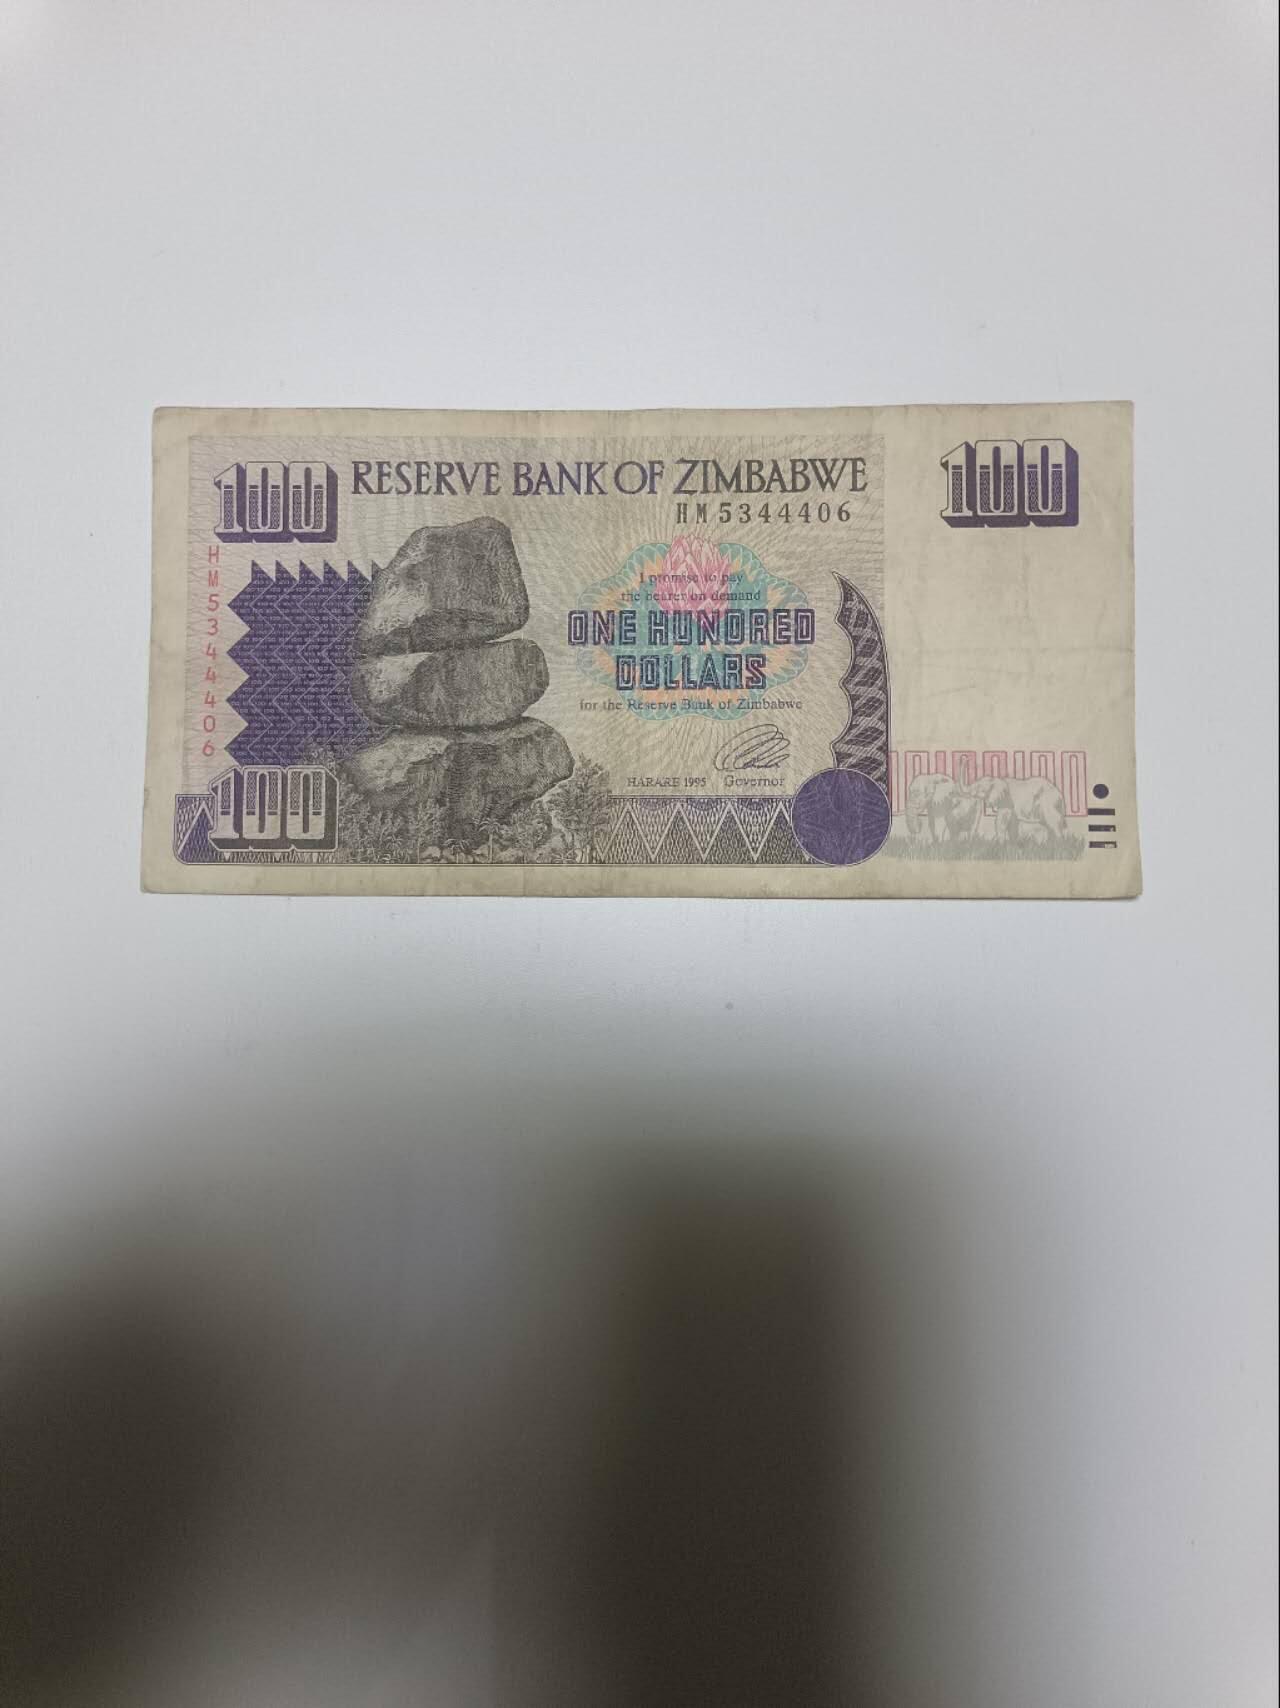 100 RESERVE BANK OF ZIMBABWE 100
HM5344406
HM5344406
I promise to pay
the bearer on demand
ONE HUNDRED
DOLLARS
for the Reserve Bank of Zimbabwe
HARARE 1995 Governor
100